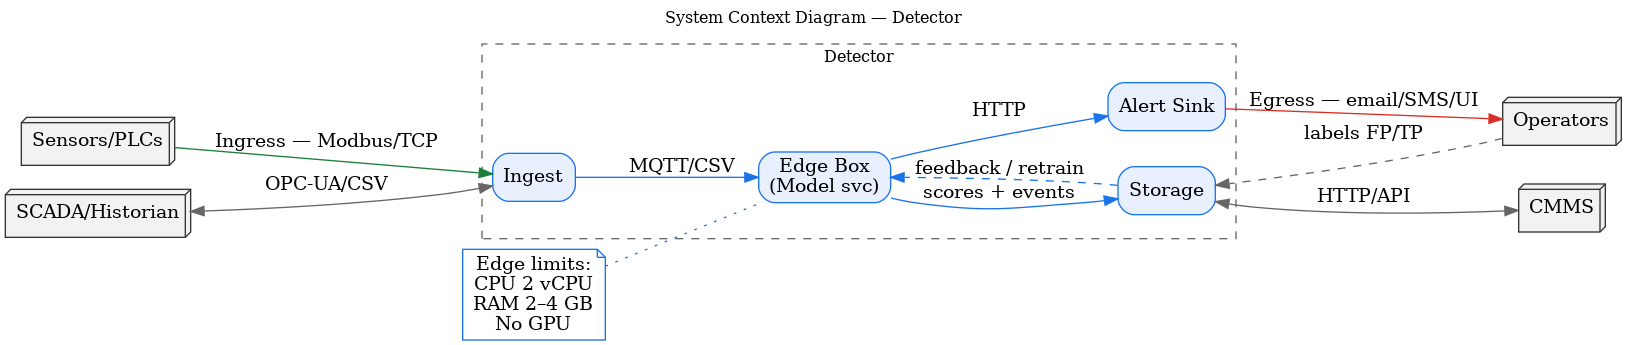 System Context Diagram — Detector
Detector
Sensors/PLCs
Ingress — Modbus/TCP
SCADA/Historian
OPC-UA/CSV
Ingest
MQTT/CSV
Edge Box
(Model svc)
HTTP
feedback / retrain
scores + events
Alert Sink
Storage
Egress — email/SMS/UI
labels FP/TP
HTTP/API
Operators
CMMS
Edge limits:
CPU 2 vCPU
RAM 2–4 GB
No GPU